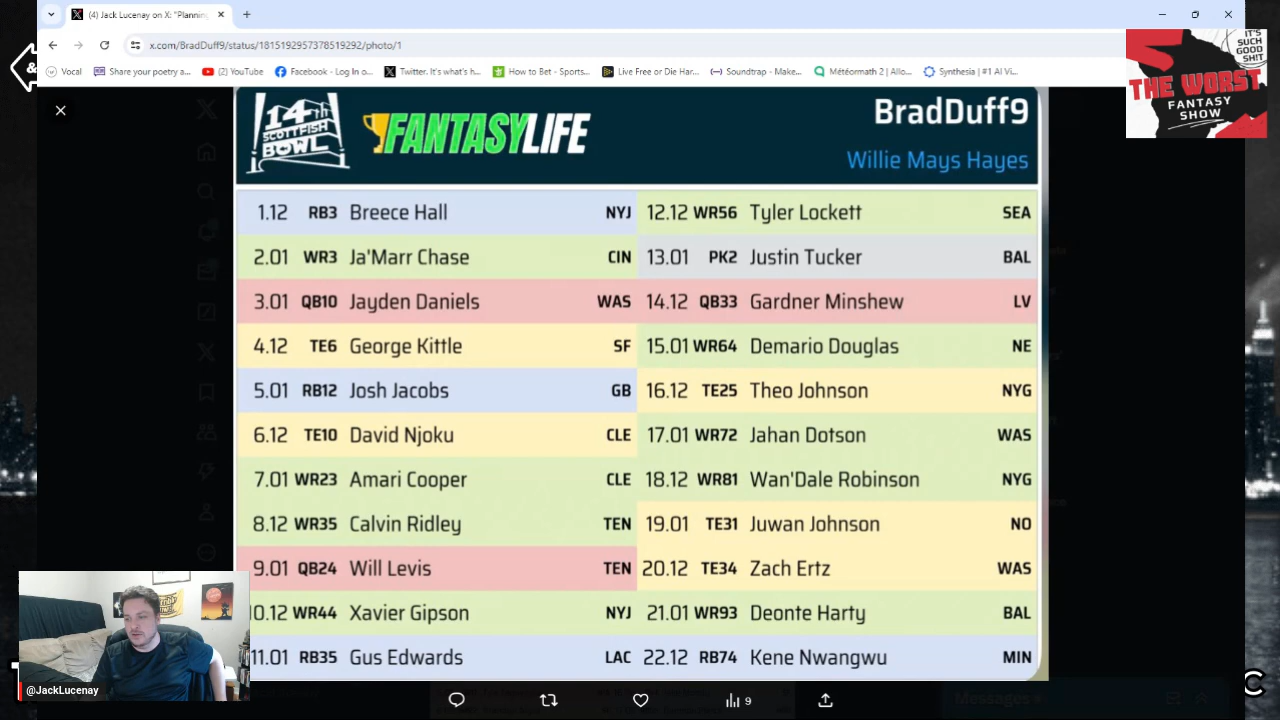 (4) Jack Lucenay on X: "Planning
x.com/BradDuff9/status/1815192957378519292/photo/1
Vocal
Share your poetry a...
(2) YouTube
Facebook - Log In o...
Twitter. It's what's h...
How to Bet - Sports...
Live Free or Die Har...
Soundtrap - Make...
Météormath 2 | Allo...
Synthesia | #1 AI Vi...
IT'S
SUCH
GOOD
SH!T
THE WORST
FANTASY
SHOW
14th
SCOTTFISH
BOWL
FANTASYLIFE
BradDuff9
Willie Mays Hayes
1.12 RB3 Breece Hall NYJ
2.01 WR3 Ja'Marr Chase CIN
3.01 QB10 Jayden Daniels WAS
4.12 TE6 George Kittle SF
5.01 RB12 Josh Jacobs GB
6.12 TE10 David Njoku CLE
7.01 WR23 Amari Cooper CLE
8.12 WR35 Calvin Ridley TEN
9.01 QB24 Will Levis TEN
0.12 WR44 Xavier Gipson NYJ
11.01 RB35 Gus Edwards LAC
12.12 WR56 Tyler Lockett SEA
13.01 PK2 Justin Tucker BAL
14.12 QB33 Gardner Minshew LV
15.01 WR64 Demario Douglas NE
16.12 TE25 Theo Johnson NYG
17.01 WR72 Jahan Dotson WAS
18.12 WR81 Wan'Dale Robinson NYG
19.01 TE31 Juwan Johnson NO
20.12 TE34 Zach Ertz WAS
21.01 WR93 Deonte Harty BAL
22.12 RB74 Kene Nwangwu MIN
@JackLucenay
9
Messages
&
T
C